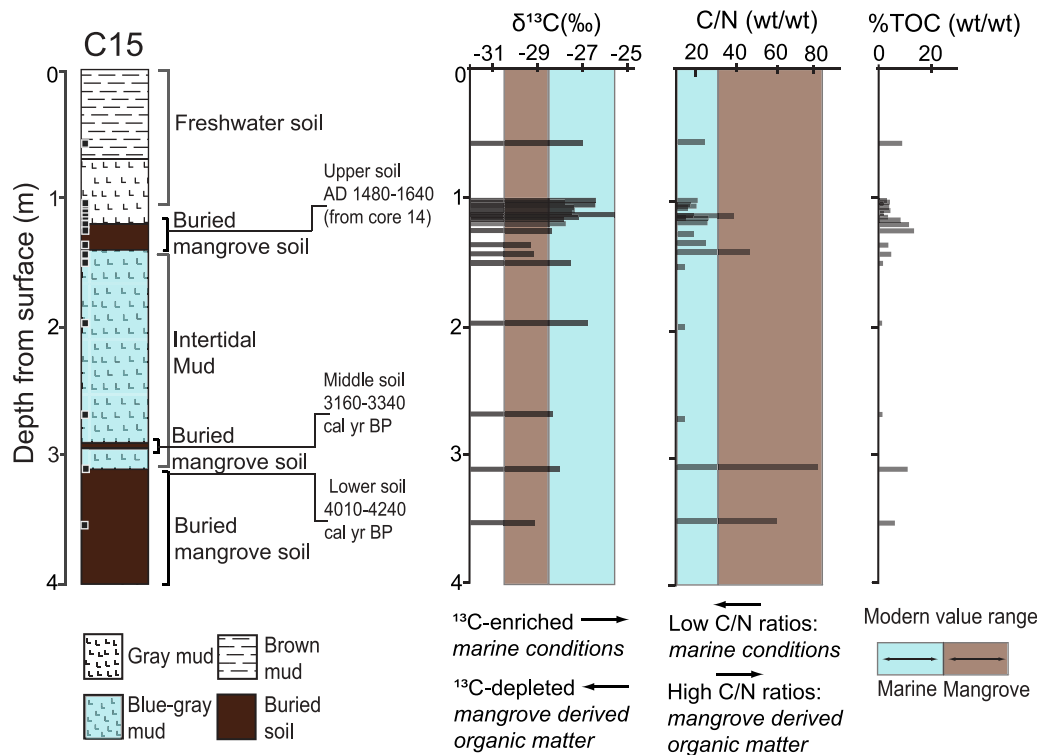 C15
Depth from surface (m)
0
1
2
3
4
Freshwater soil
Buried
mangrove soil
Intertidal
Mud
Buried
mangrove soil
Buried
mangrove soil
Upper soil
AD 1480-1640
(from core 14)
Middle soil
3160-3340
cal yr BP
Lower soil
4010-4240
cal yr BP
δ¹³C(‰)
-31 -29 -27 -25
0
1
2
3
4
C/N (wt/wt)
20 40 60 80
%TOC (wt/wt)
0 20
Gray mud
Brown
mud
Blue-gray
mud
Buried
soil
¹³C-enriched
marine conditions
¹³C-depleted
mangrove derived
organic matter
Low C/N ratios:
marine conditions
High C/N ratios:
mangrove derived
organic matter
Modern value range
Marine Mangrove